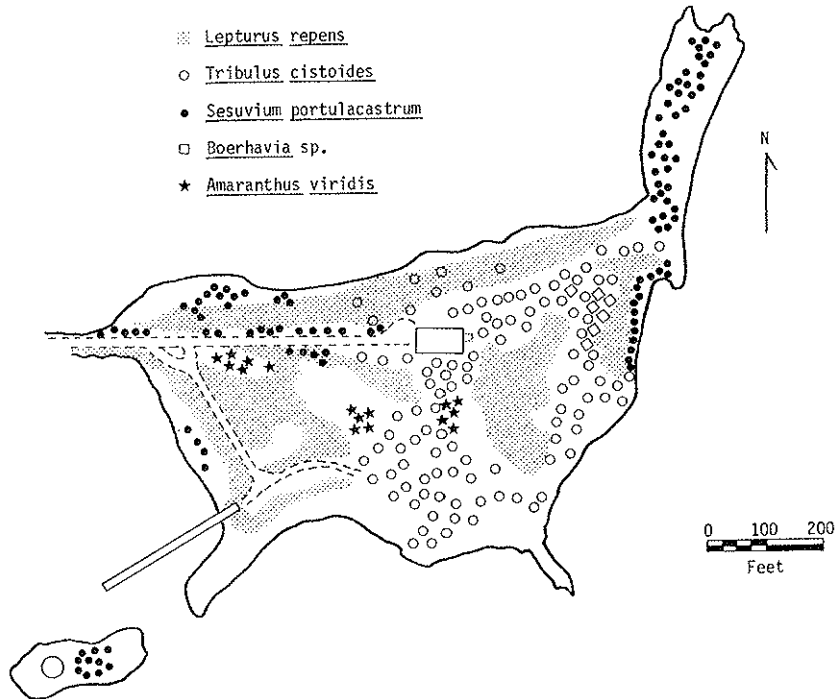 Lepturus repens
Tribulus cistoides
Sesuvium portulacastrum
Boerhavia sp.
Amaranthus viridis
N
0 100 200
Feet